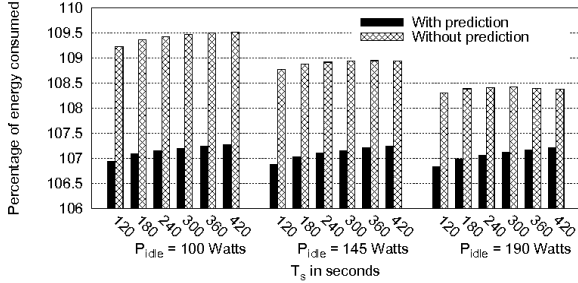 Percentage of energy consumed
110
109.5
109
108.5
108
107.5
107
106.5
106
With prediction
Without prediction
120 180 240 300 360 420 120 180 240 300 360 420 120 180 240 300 360 420
P_idle = 100 Watts P_idle = 145 Watts P_idle = 190 Watts
T_s in seconds